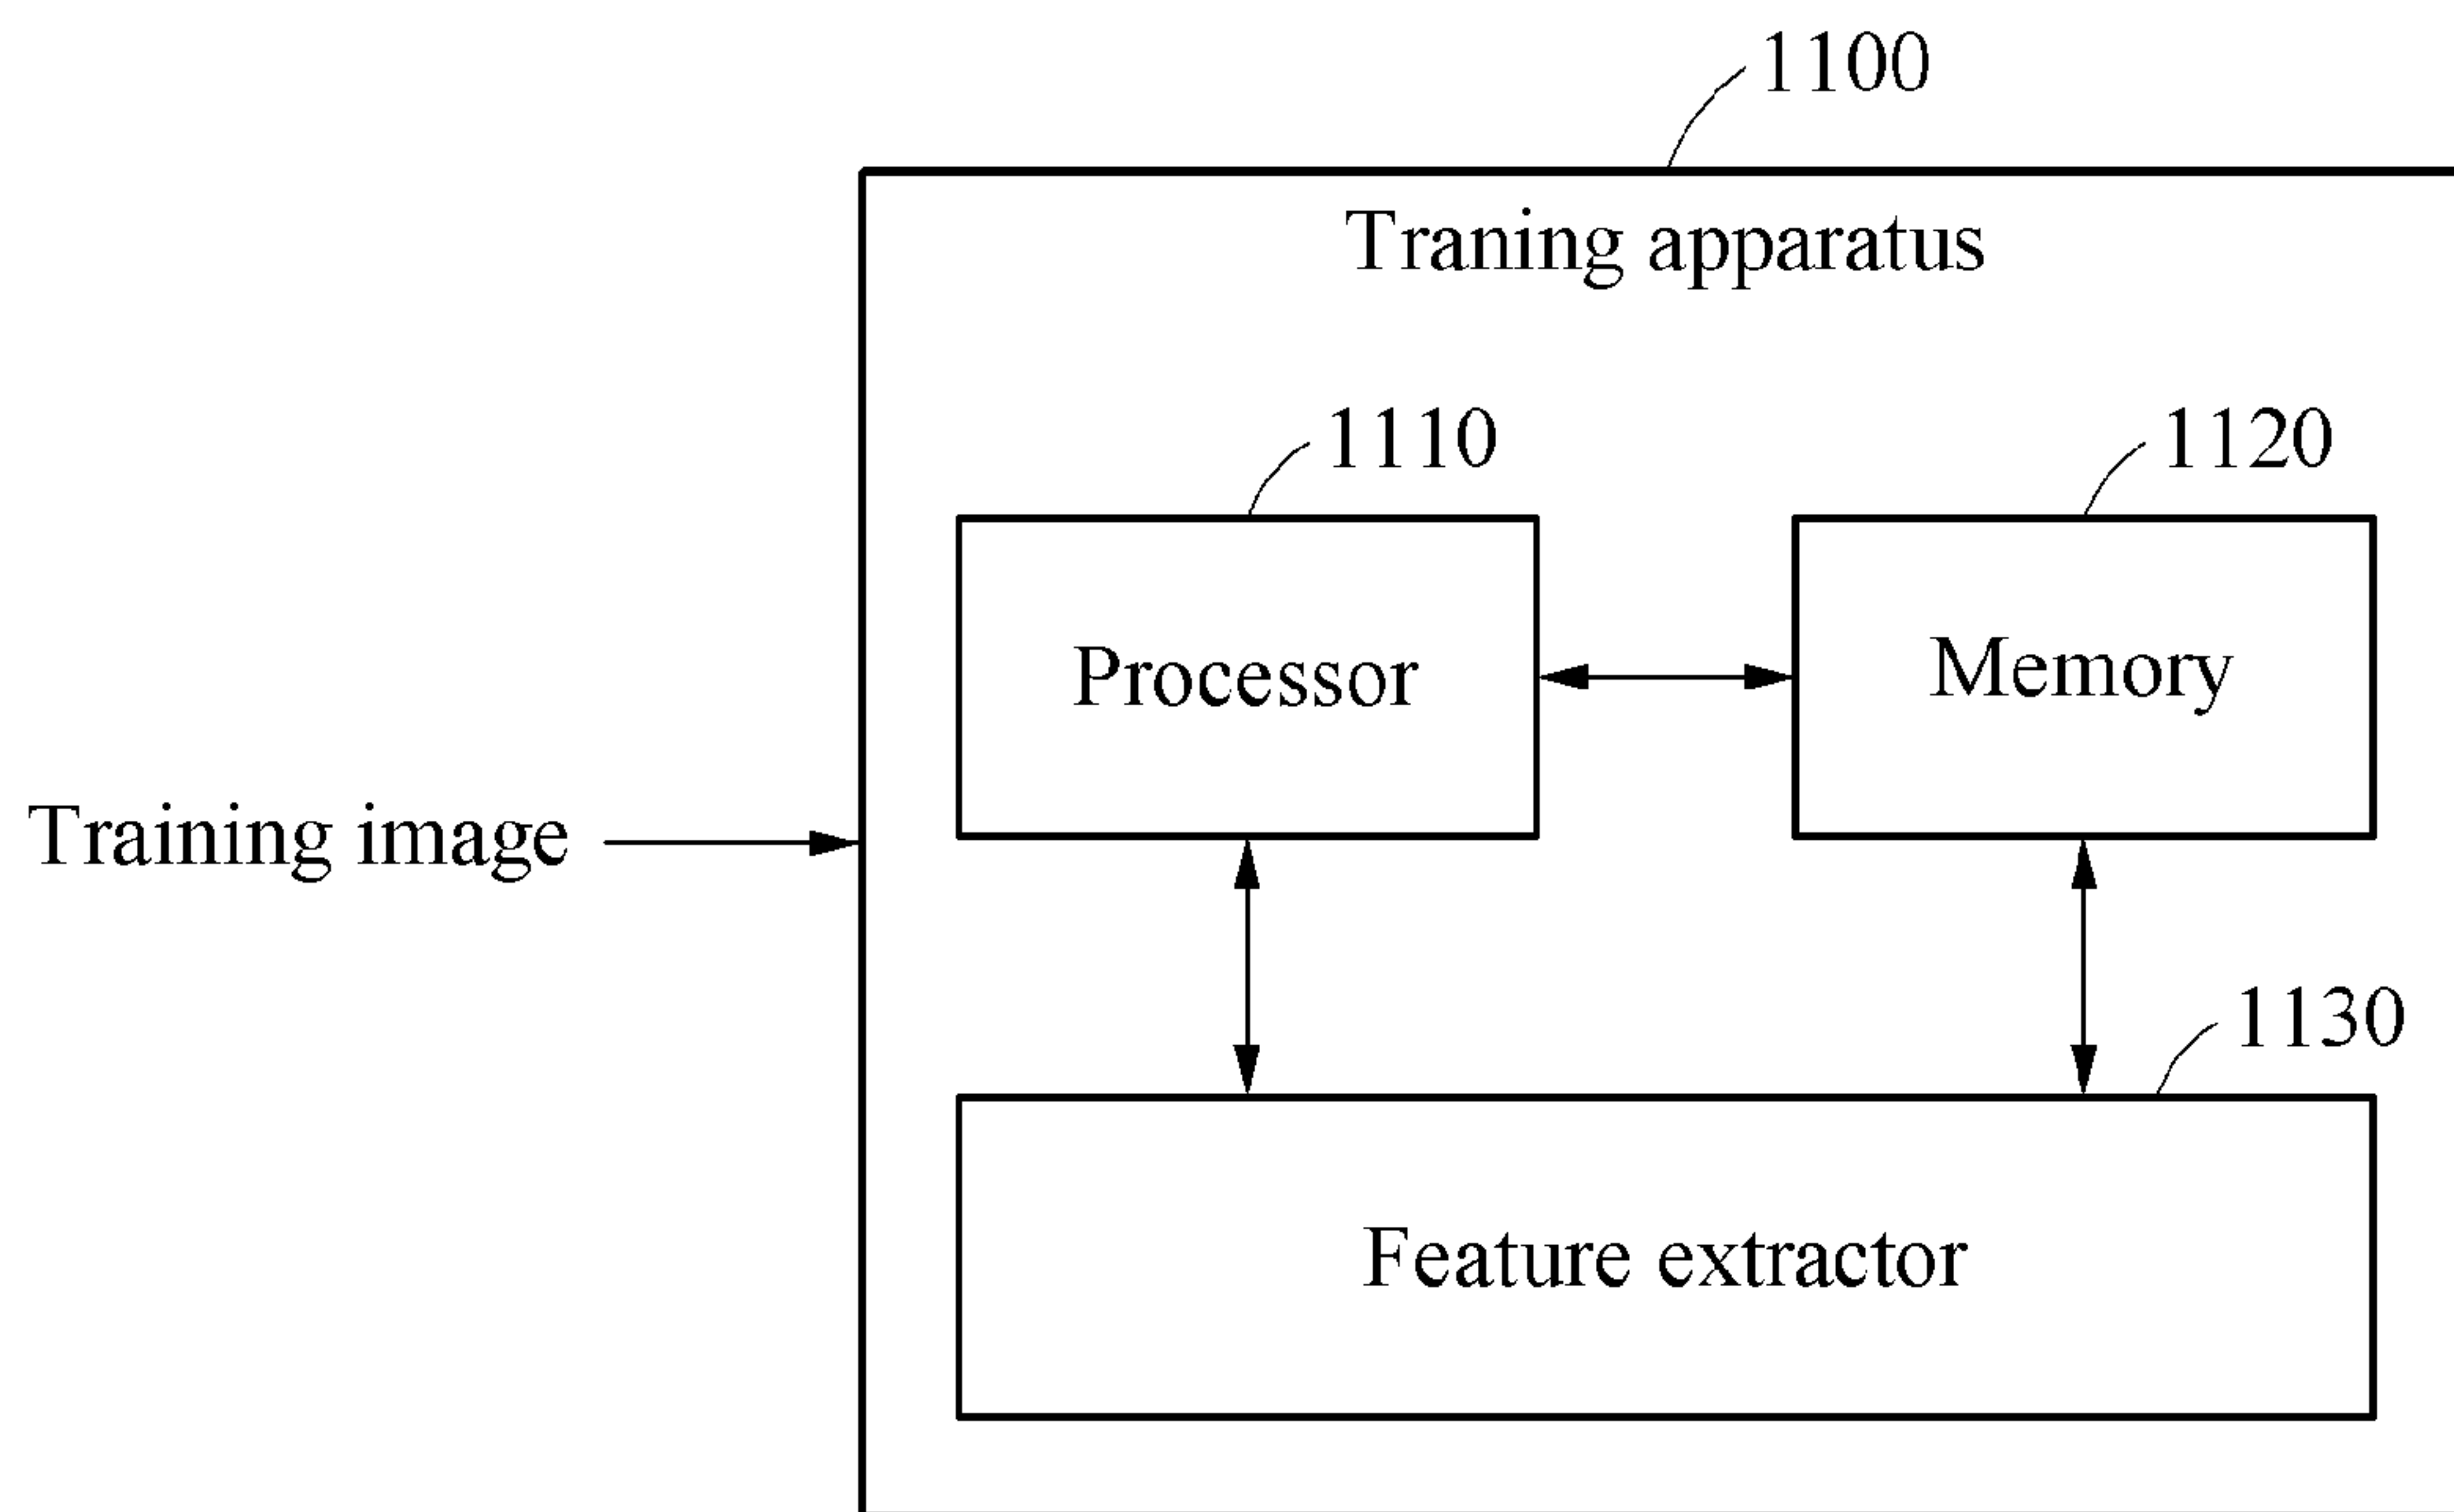 1100
Traning apparatus
1110
1120
Processor
Memory
Training image
1130
Feature extractor